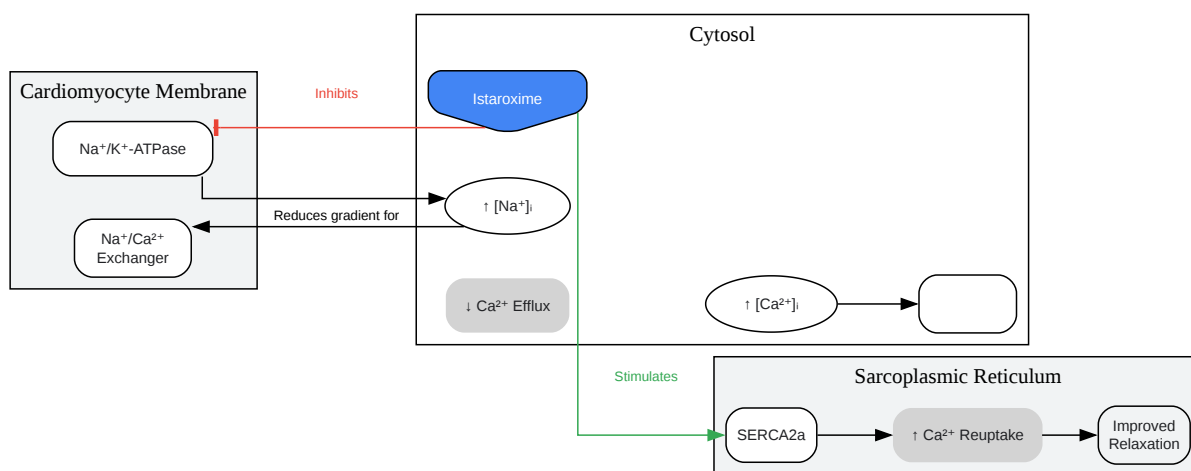 Cytosol
Cardiomyocyte Membrane
Inhibits
Istaroxime
Na⁺/K⁺-ATPase
↑ [Na⁺]ᵢ
Reduces gradient for
Na⁺/Ca²⁺
Exchanger
↓ Ca²⁺ Efflux
↑ [Ca²⁺]ᵢ
Stimulates
Sarcoplasmic Reticulum
SERCA2a
↑ Ca²⁺ Reuptake
Improved
Relaxation